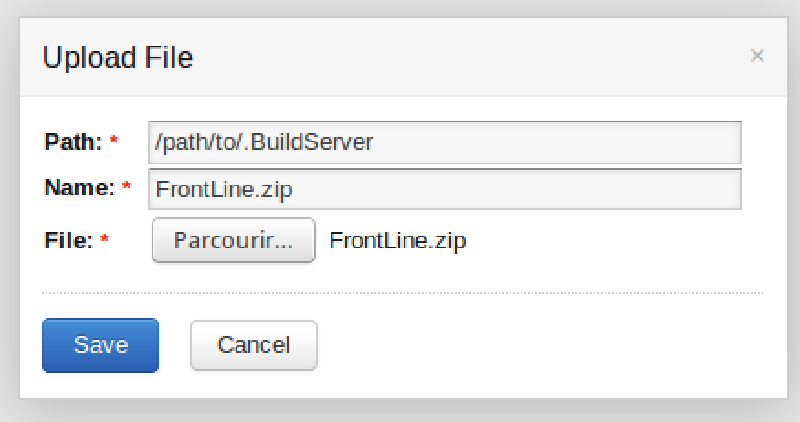 Upload File ×
Path: * /path/to/.BuildServer
Name: * FrontLine.zip
File: * Parcourir... FrontLine.zip
Save Cancel